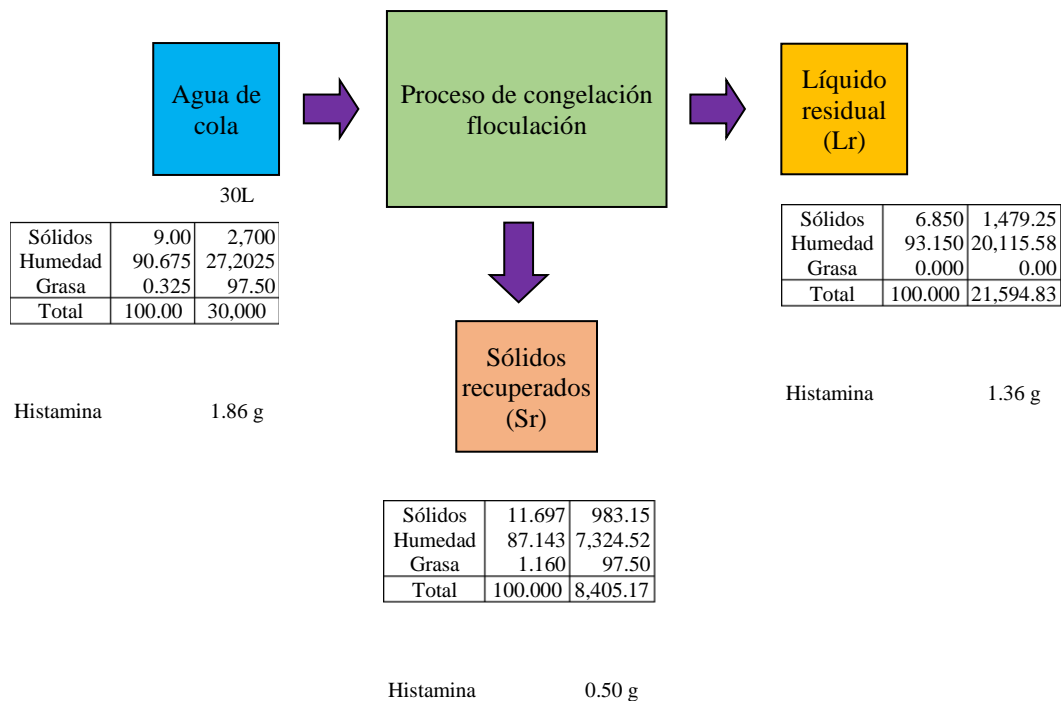 Agua de
cola
Proceso de congelación
floculación
Líquido
residual
(Lr)
30L
Sólidos 9.00 2,700
Humedad 90.675 27,2025
Grasa 0.325 97.50
Total 100.00 30,000
Histamina 1.86 g
Sólidos 6.850 1,479.25
Humedad 93.150 20,115.58
Grasa 0.000 0.00
Total 100.000 21,594.83
Histamina 1.36 g
Sólidos
recuperados
(Sr)
Sólidos 11.697 983.15
Humedad 87.143 7,324.52
Grasa 1.160 97.50
Total 100.000 8,405.17
Histamina 0.50 g